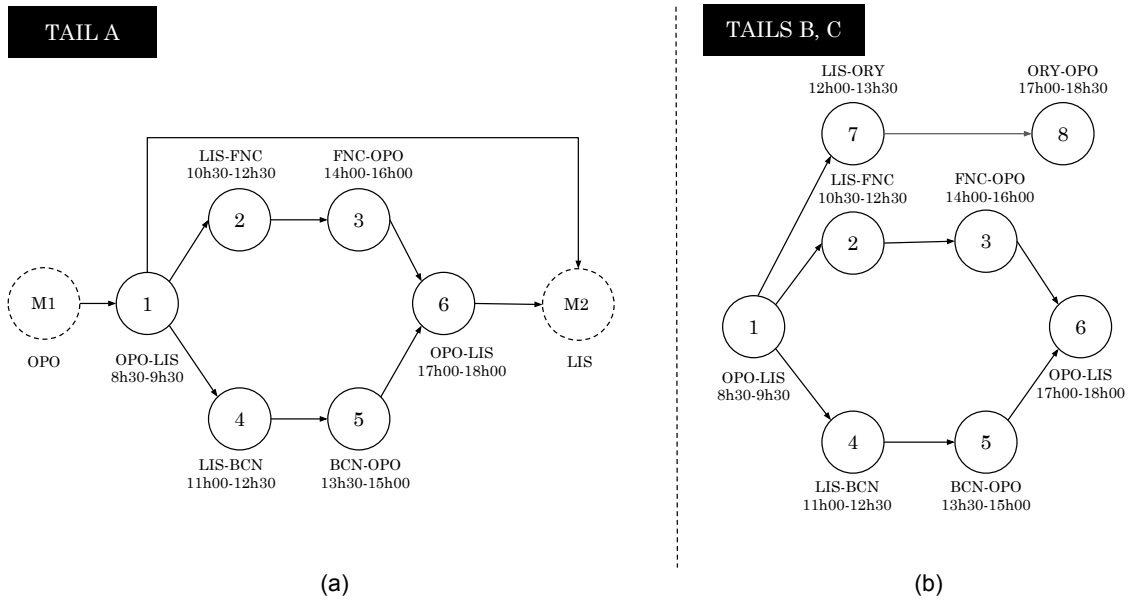 TAIL A
LIS-FNC
10h30-12h30
FNC-OPO
14h00-16h00
2
3
M1
1
6
M2
OPO
OPO-LIS
8h30-9h30
OPO-LIS
17h00-18h00
LIS
4
5
LIS-BCN
11h00-12h30
BCN-OPO
13h30-15h00
(a)
TAILS B, C
LIS-ORY
12h00-13h30
ORY-OPO
17h00-18h30
7
8
LIS-FNC
10h30-12h30
FNC-OPO
14h00-16h00
2
3
1
6
OPO-LIS
8h30-9h30
OPO-LIS
17h00-18h00
4
5
LIS-BCN
11h00-12h30
BCN-OPO
13h30-15h00
(b)